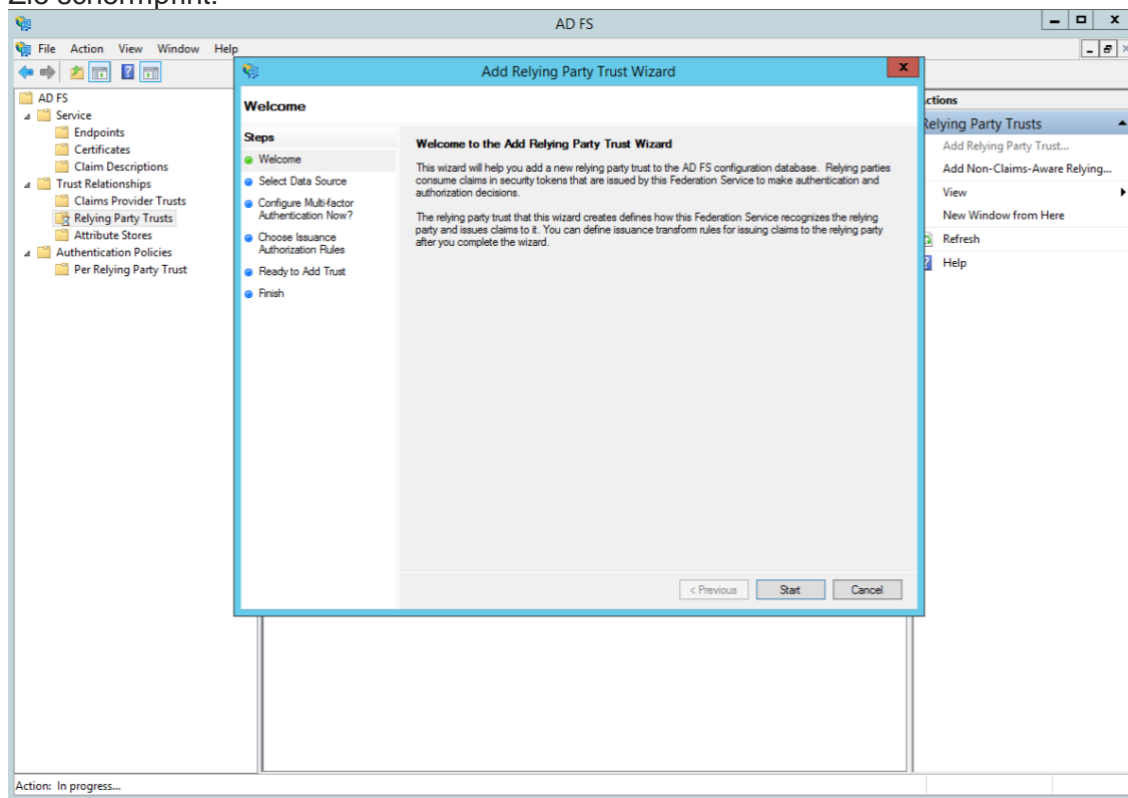 Zie schermprint:
AD FS
File Action View Window Help
Add Relying Party Trust Wizard
AD FS
Service
Endpoints
Certificates
Claim Descriptions
Trust Relationships
Claims Provider Trusts
Relying Party Trusts
Attribute Stores
Authentication Policies
Per Relying Party Trust
Welcome
Steps
Welcome
Select Data Source
Configure Multi-factor
Authentication Now?
Choose Issuance
Authorization Rules
Ready to Add Trust
Finish
Welcome to the Add Relying Party Trust Wizard
This wizard will help you add a new relying party trust to the AD FS configuration database. Relying parties
consume claims in security tokens that are issued by this Federation Service to make authentication and
authorization decisions.
The relying party trust that this wizard creates defines how this Federation Service recognizes the relying
party and issues claims to it. You can define issuance transform rules for issuing claims to the relying party
after you complete the wizard.
< Previous
Start
Cancel
ctions
Relying Party Trusts
Add Relying Party Trust...
Add Non-Claims-Aware Relying...
View
New Window from Here
Refresh
Help
Action: In progress...